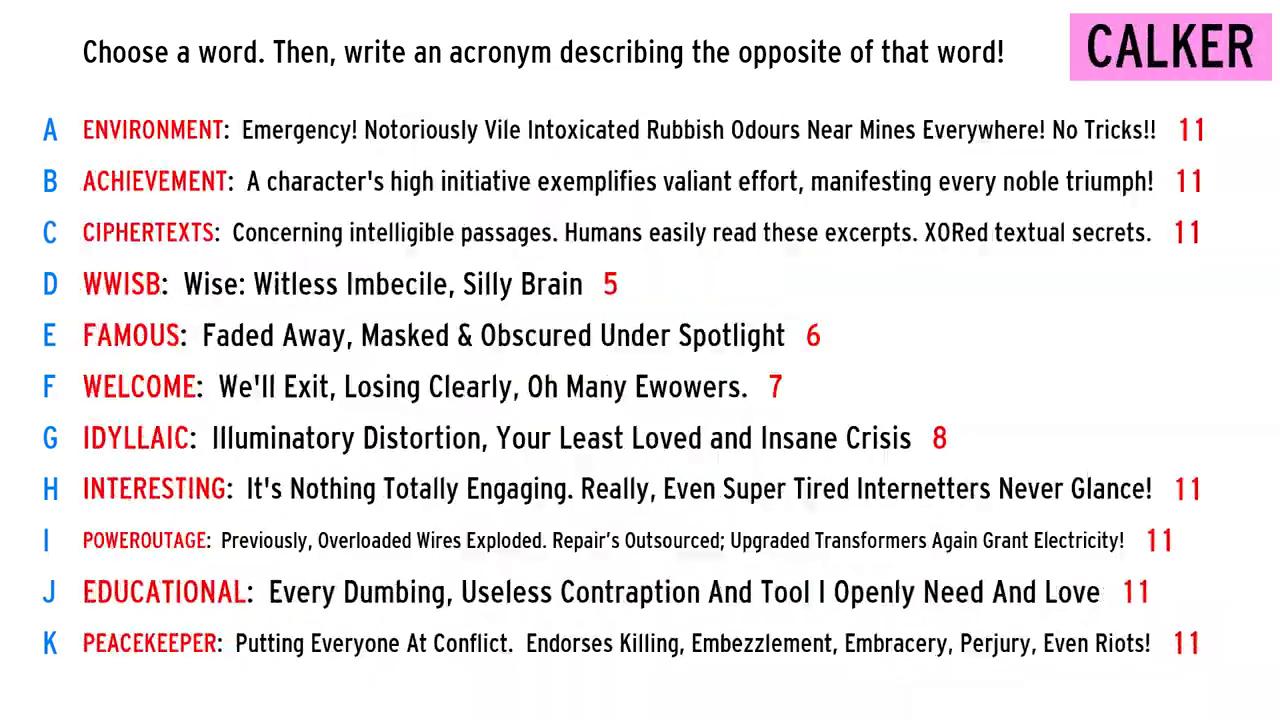 Choose a word. Then, write an acronym describing the opposite of that word!
CALKER
A ENVIRONMENT: Emergency! Notoriously Vile Intoxicated Rubbish Odours Near Mines Everywhere! No Tricks!! 11
B ACHIEVEMENT: A character's high initiative exemplifies valiant effort, manifesting every noble triumph! 11
C CIPHERTEXTS: Concerning intelligible passages. Humans easily read these excerpts. XORed textual secrets. 11
D WWISB: Wise: Witless Imbecile, Silly Brain 5
E FAMOUS: Faded Away, Masked & Obscured Under Spotlight 6
F WELCOME: We'll Exit, Losing Clearly, Oh Many Ewowers. 7
G IDYLLAIC: Illuminatory Distortion, Your Least Loved and Insane Crisis 8
H INTERESTING: It's Nothing Totally Engaging. Really, Even Super Tired Internetters Never Glance! 11
I POWEROUTAGE: Previously, Overloaded Wires Exploded. Repair’s Outsourced; Upgraded Transformers Again Grant Electricity! 11
J EDUCATIONAL: Every Dumbing, Useless Contraption And Tool I Openly Need And Love 11
K PEACEKEEPER: Putting Everyone At Conflict. Endorses Killing, Embezzlement, Embracery, Perjury, Even Riots! 11